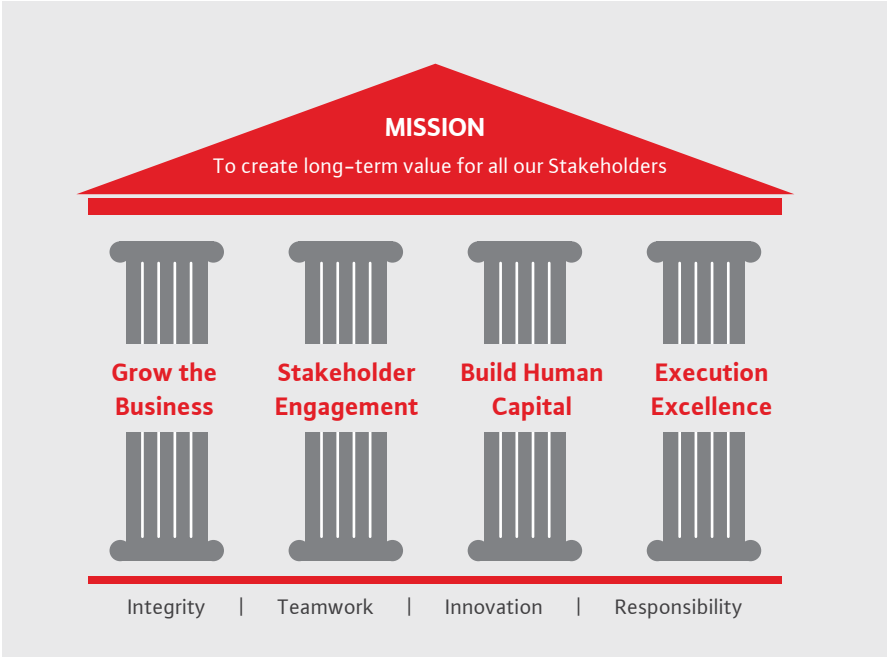 MISSION
To create long-term value for all our Stakeholders
Grow the
Business
Stakeholder
Engagement
Build Human
Capital
Execution
Excellence
Integrity | Teamwork | Innovation | Responsibility